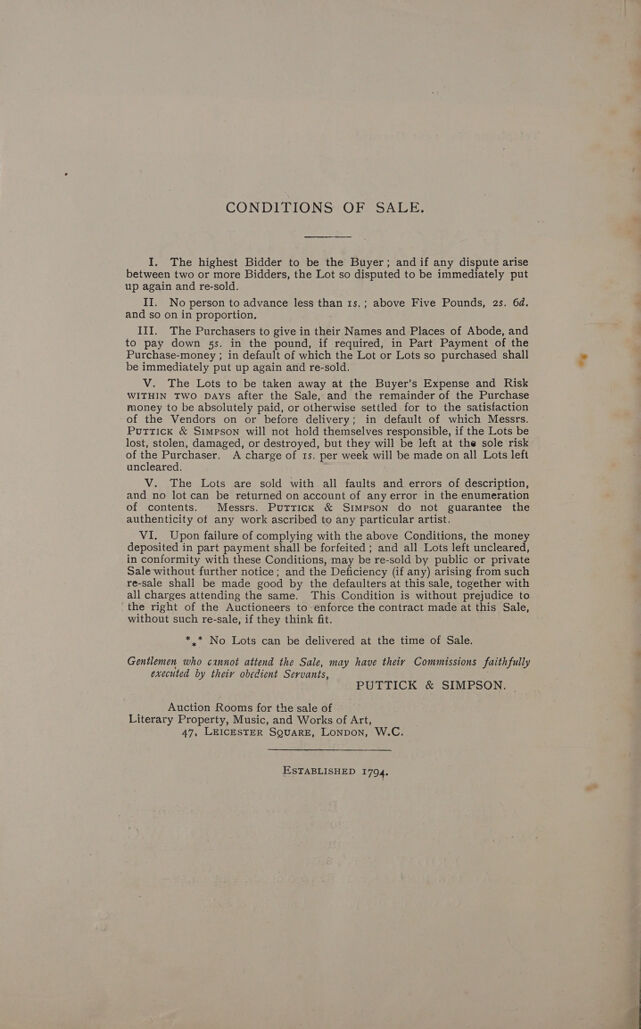 CONDITIONS OF SALE.
I. The highest Bidder to be the Buyer; and if any dispute arise
between two or more Bidders, the Lot so disputed to be immediately put
up again and re-sold.
II. No person to advance less than 1s.; above Five Pounds, 2s. 6d.
and so on in proportion.
III. The Purchasers to give in their Names and Places of Abode, and
to pay down 5s. in the pound, if required, in Part Payment of the
Purchase-money; in default of which the Lot or Lots so purchased shall
be immediately put up again and re-sold.
V. The Lots to be taken away at the Buyer's Expense and Risk
WITHIN TWO DAYS after the Sale, and the remainder of the Purchase
money to be absolutely paid, or otherwise settled for to the satisfaction
of the Vendors on or before delivery; in default of which Messrs.
PUTTICK & SIMPSON will not hold themselves responsible, if the Lots be
lost, stolen, damaged, or destroyed, but they will be left at the sole risk
of the Purchaser. A charge of 1s. per week will be made on all Lots left
uncleared.
V. The Lots are sold with all faults and errors of description,
and no lot can be returned on account of any error in the enumeration
of contents. Messrs. PUTTICK & SIMPSON do not guarantee the
authenticity of any work ascribed to any particular artist.
VI. Upon failure of complying with the above Conditions, the money
deposited in part payment shall be forfeited; and all Lots left uncleared,
in conformity with these Conditions, may be re-sold by public or private
Sale without further notice; and the Deficiency (if any) arising from such
re-sale shall be made good by the defaulters at this sale, together with
all charges attending the same. This Condition is without prejudice to
the right of the Auctioneers to enforce the contract made at this Sale,
without such re-sale, if they think fit.
*** No Lots can be delivered at the time of Sale.
Gentlemen who cannot attend the Sale, may have their Commissions faithfully
executed by their obedient Servants,
PUTTICK & SIMPSON.
Auction Rooms for the sale of
Literary Property, Music, and Works of Art,
47, LEICESTER SQUARE, LONDON, W.C.
ESTABLISHED 1794.